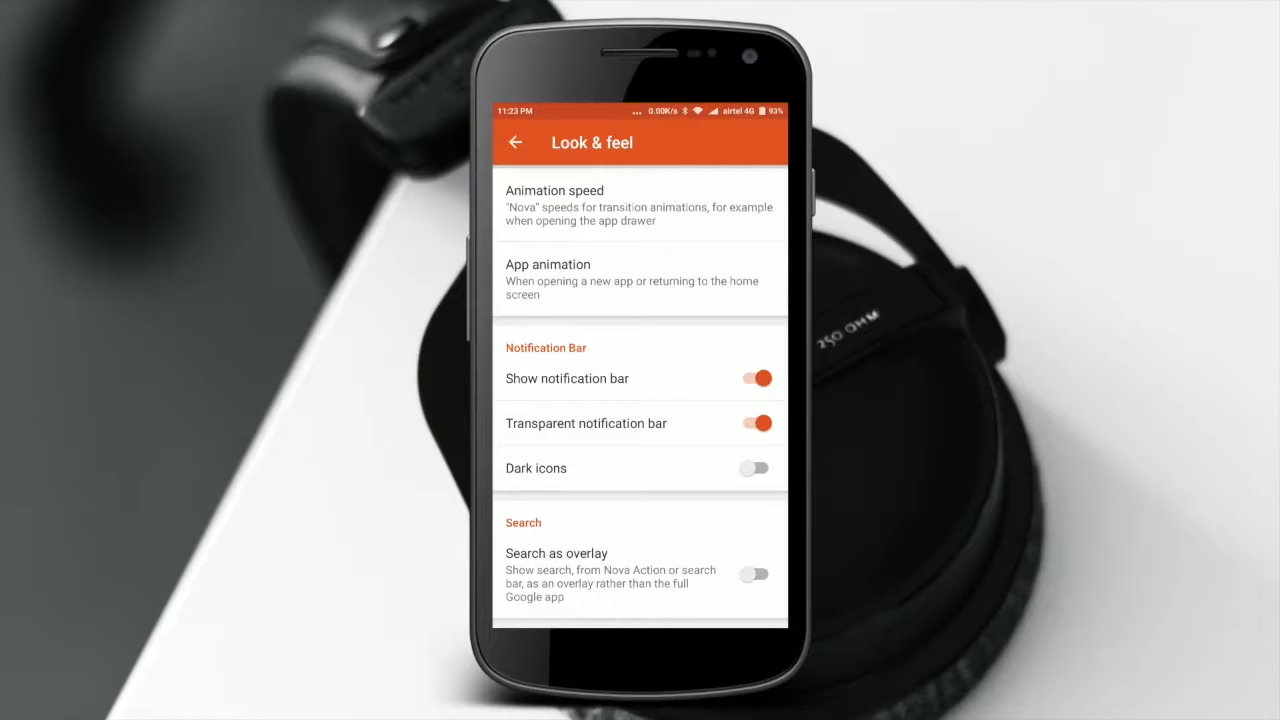 11:23 PM ... 0.00K/s airtel 4G 93%
Look & feel
Animation speed
"Nova" speeds for transition animations, for example
when opening the app drawer
App animation
When opening a new app or returning to the home
screen
Notification Bar
Show notification bar
Transparent notification bar
Dark icons
Search
Search as overlay
Show search, from Nova Action or search
bar, as an overlay rather than the full
Google app
250 OHM